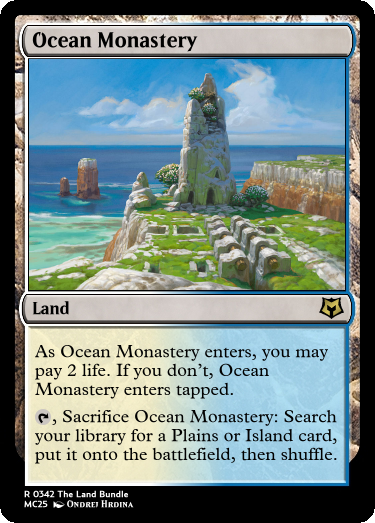 Ocean Monastery
Land
As Ocean Monastery enters, you may
pay 2 life. If you don't, Ocean
Monastery enters tapped.
, Sacrifice Ocean Monastery: Search
your library for a Plains or Island card,
put it onto the battlefield, then shuffle.
R 0342 The Land Bundle
MC25 Ondrej Hrdina